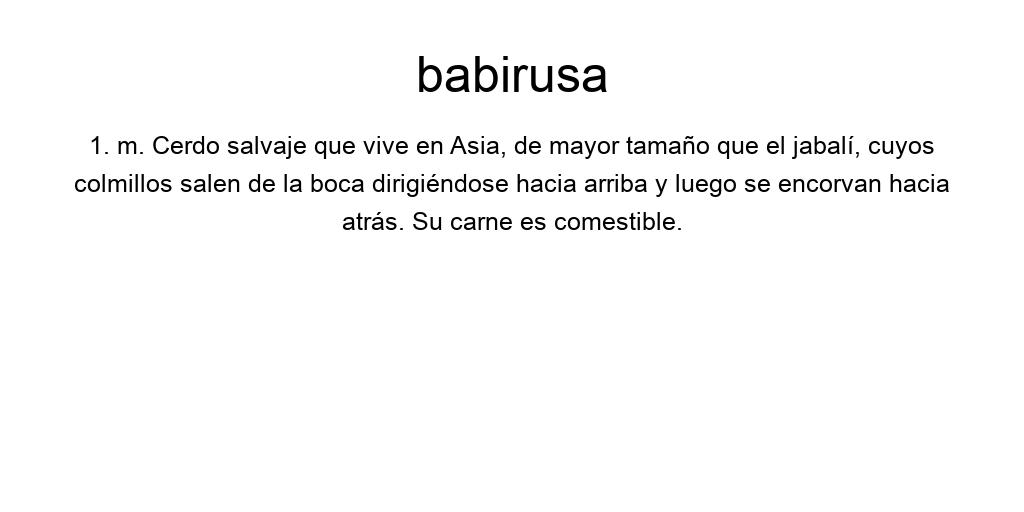 babirusa
1. m. Cerdo salvaje que vive en Asia, de mayor tamaño que el jabalí, cuyos
colmillos salen de la boca dirigiéndose hacia arriba y luego se encorvan hacia
atrás. Su carne es comestible.